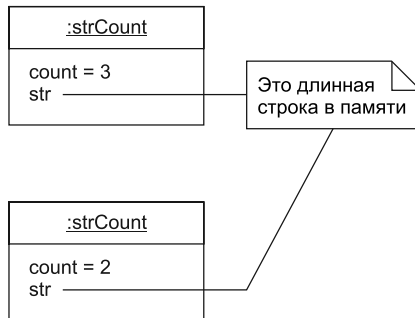 :strCount
count = 3
str
Это длинная
строка в памяти
:strCount
count = 2
str